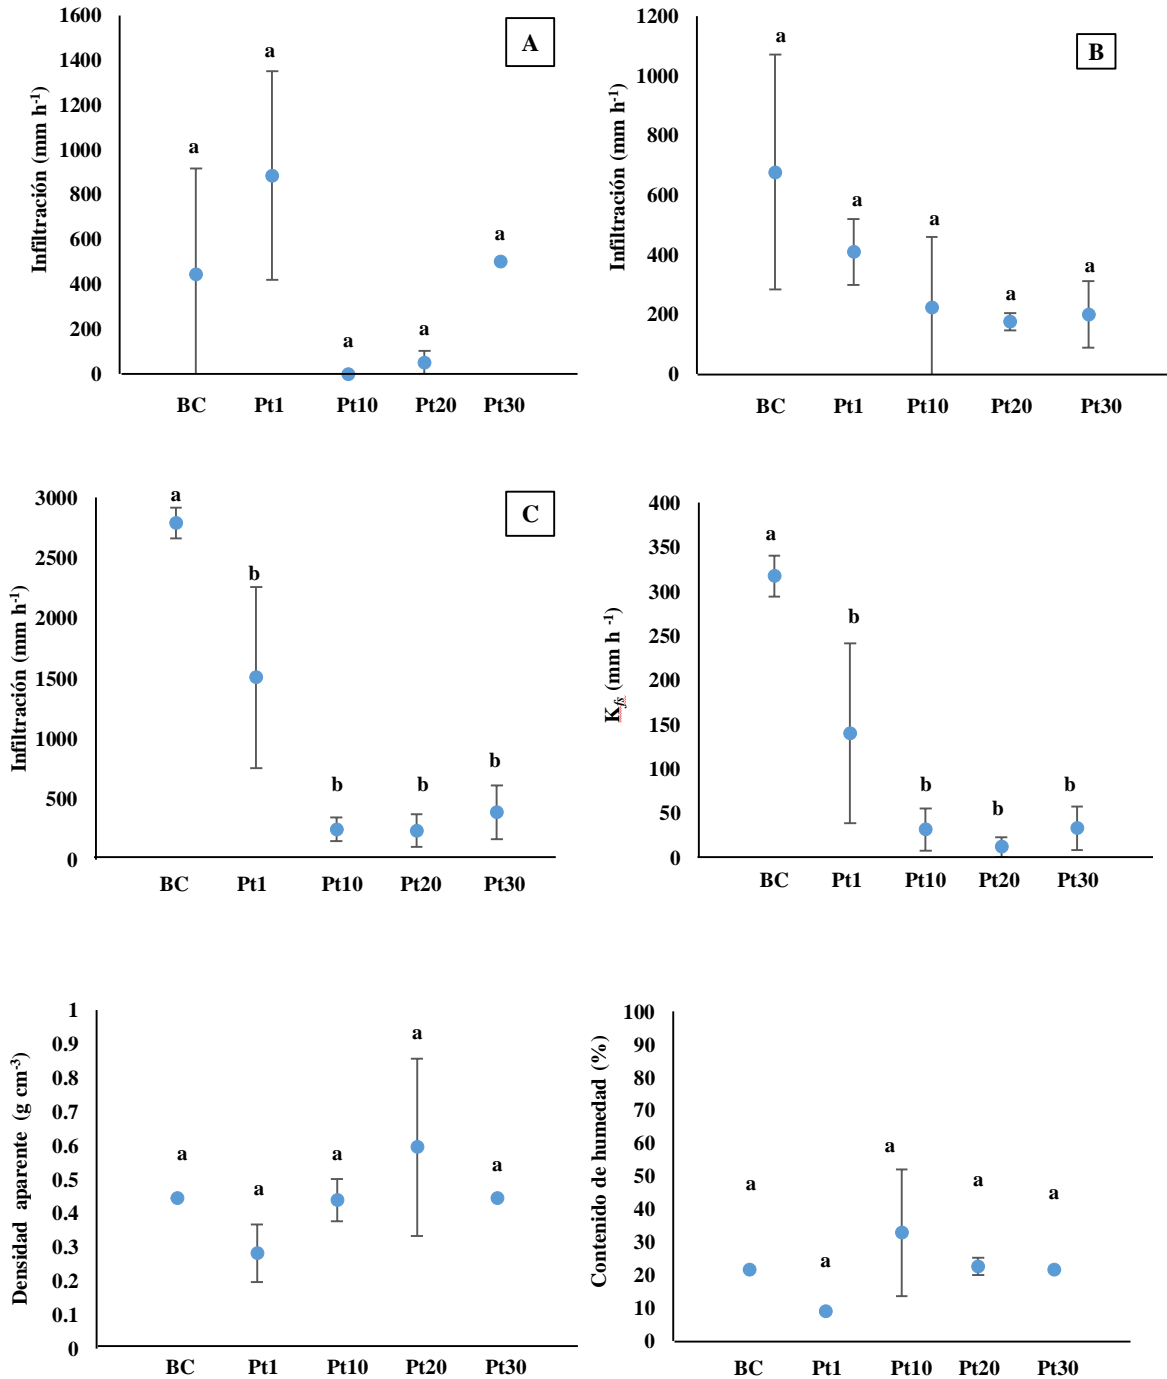 Infiltración (mm h-1)
1600
1400
1200
1000
800
600
400
200
0
A
a
a
a
a
a
BC Pt1 Pt10 Pt20 Pt30
Infiltración (mm h-1)
1200
1000
800
600
400
200
0
B
a
a
a
a
a
BC Pt1 Pt10 Pt20 Pt30
Infiltración (mm h-1)
3000
2500
2000
1500
1000
500
0
C
a
b
b
b
b
BC Pt1 Pt10 Pt20 Pt30
Kfs (mm h -1)
400
350
300
250
200
150
100
50
0
a
b
b
b
b
BC Pt1 Pt10 Pt20 Pt30
Densidad aparente (g cm-3)
1
0.9
0.8
0.7
0.6
0.5
0.4
0.3
0.2
0.1
0
a
a
a
a
a
BC Pt1 Pt10 Pt20 Pt30
Contenido de humedad (%)
100
90
80
70
60
50
40
30
20
10
0
a
a
a
a
a
BC Pt1 Pt10 Pt20 Pt30